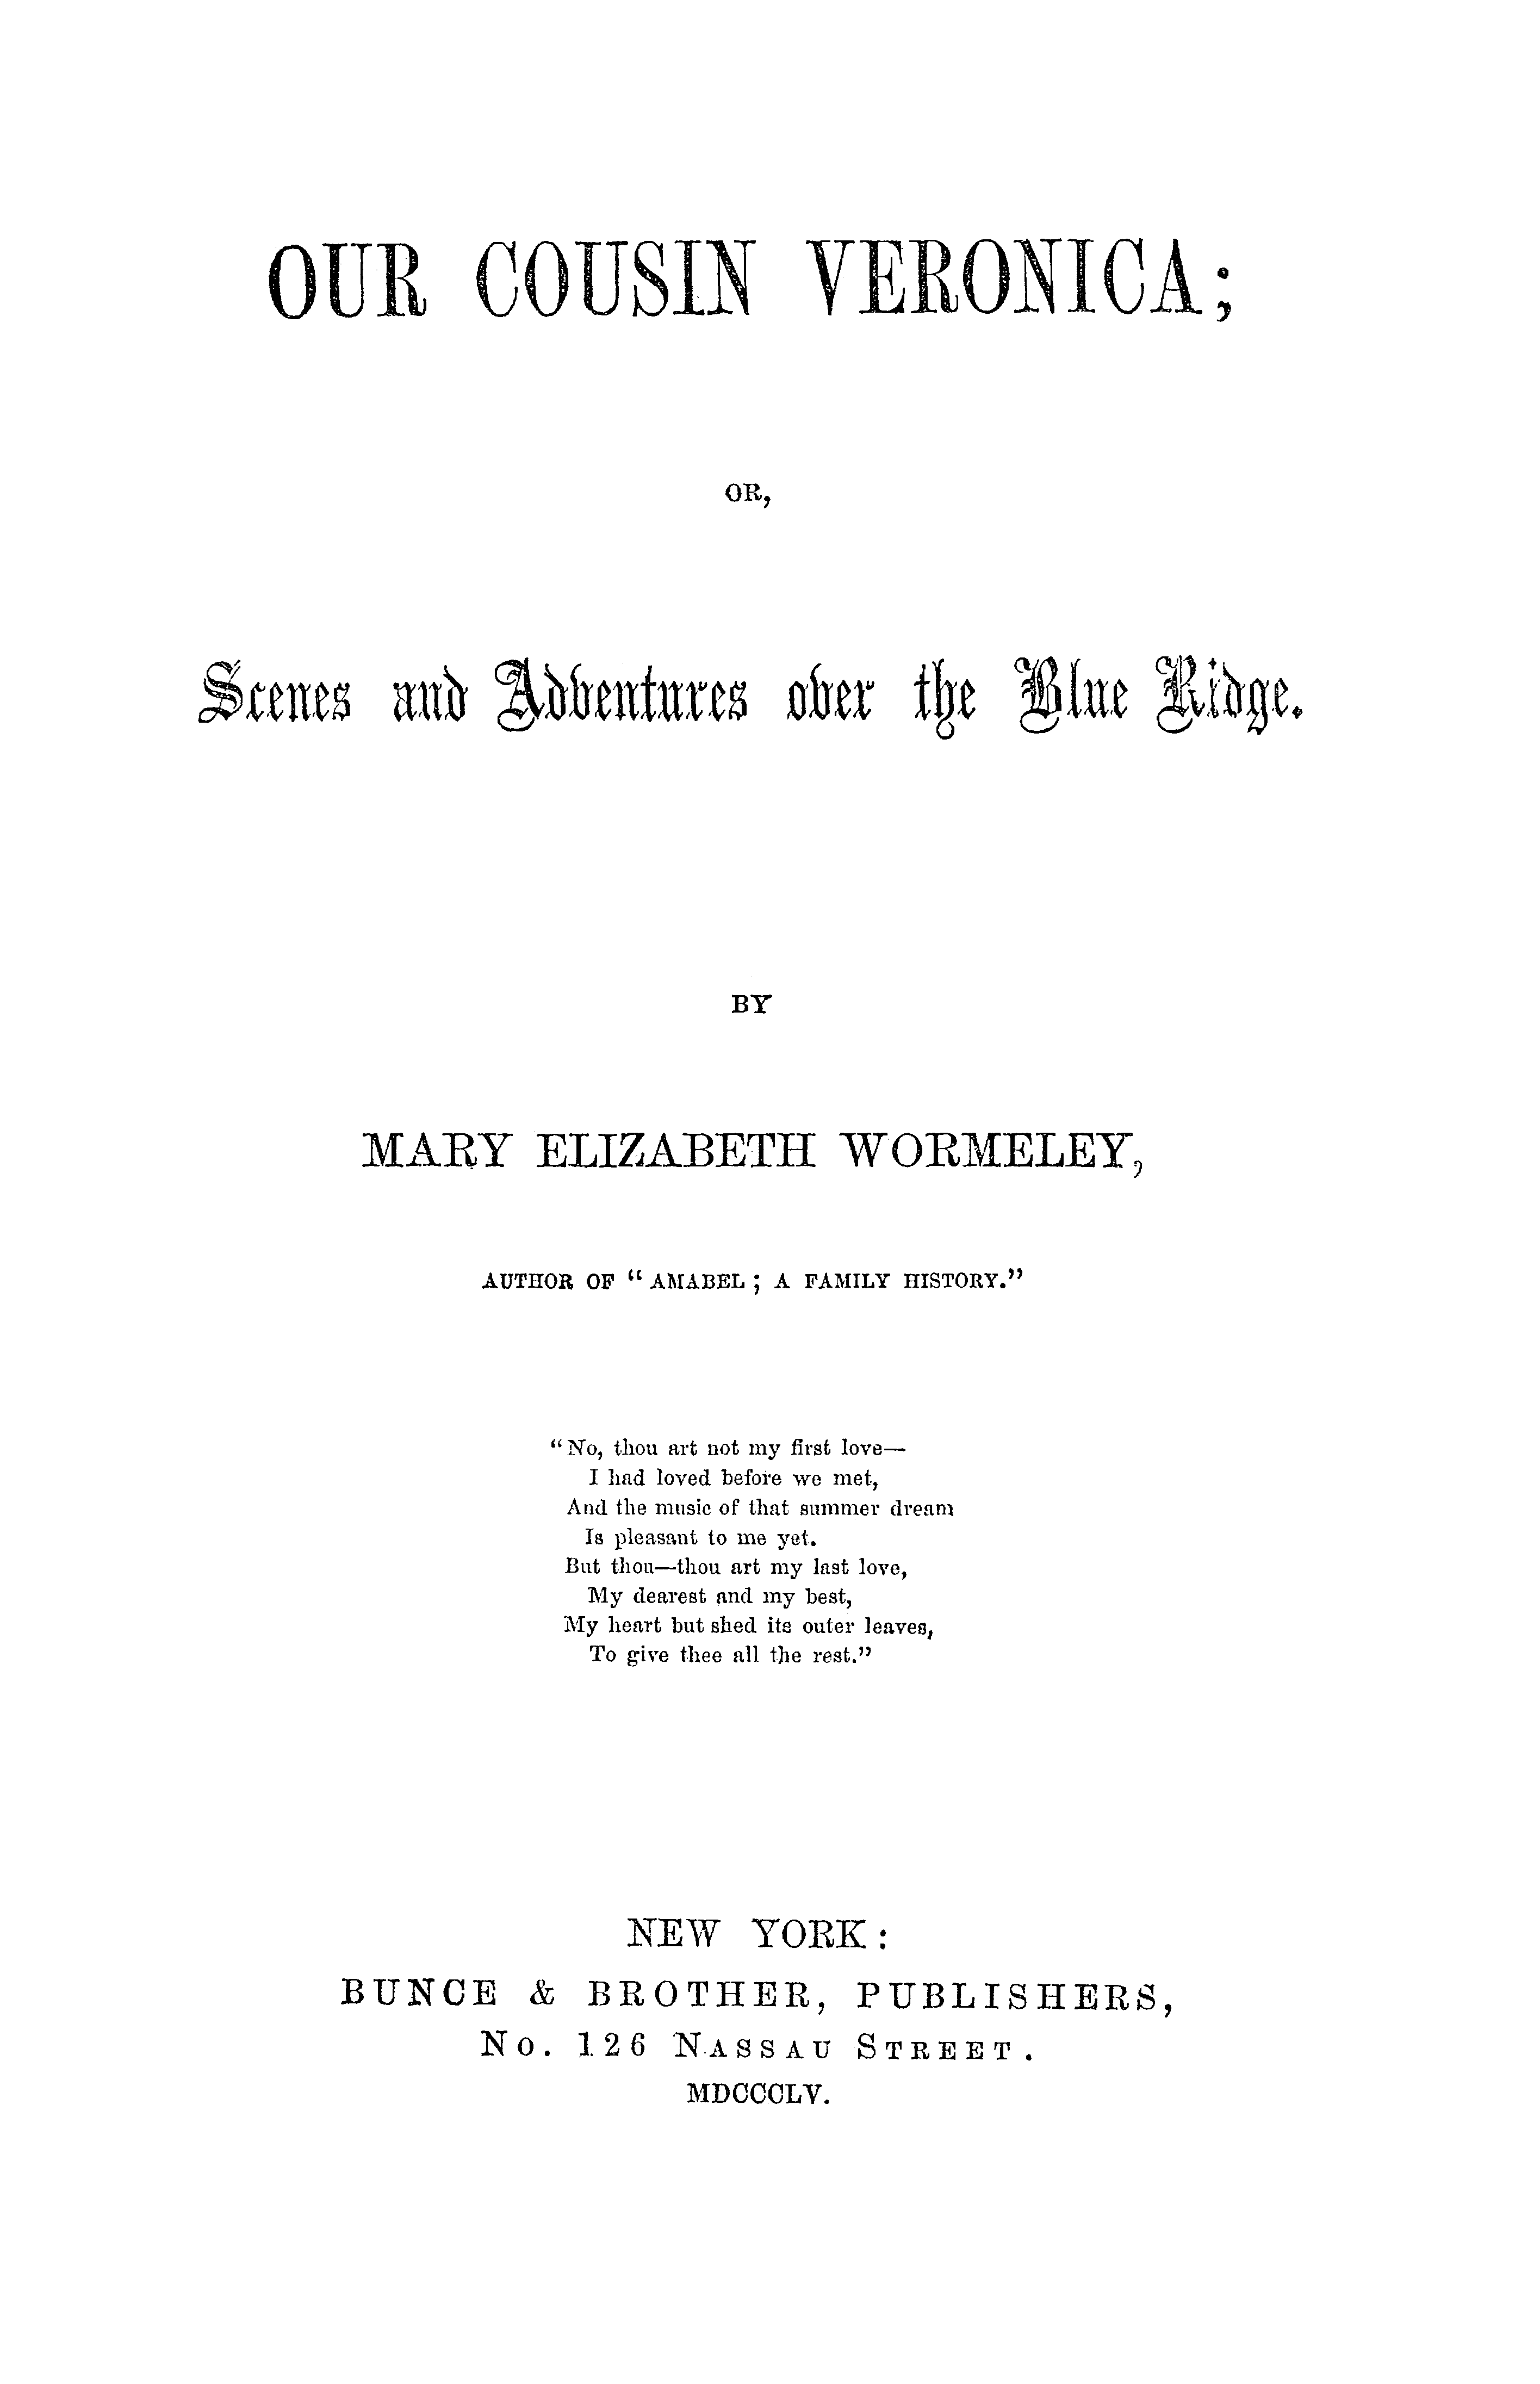 OUR COUSIN VERONICA;
OR,
Scenes and Adventures over the Blue Ridge.
BY
MARY ELIZABETH WORMELEY,
AUTHOR OF “AMABEL; A FAMILY HISTORY.”
“No, thou art not my first love—
I had loved before we met,
And the music of that summer dream
Is pleasant to me yet.
But thou—thou art my last love,
My dearest and my best,
My heart but shed its outer leaves,
To give thee all the rest.”
NEW YORK:
BUNCE & BROTHER, PUBLISHERS,
No. 126 Nassau Street.
MDCCCLV.